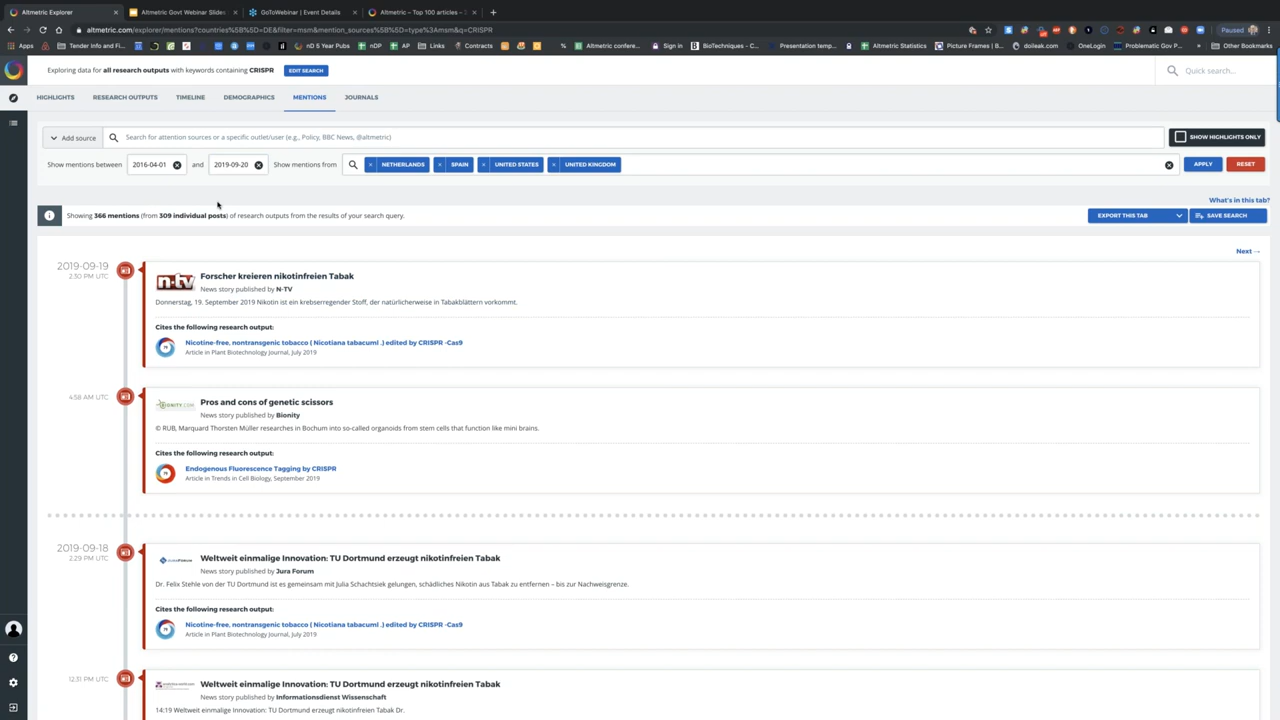 Altmetric Explorer
Altmetric Govt Webinar Slides
GoToWebinar | Event Details
Altmetric – Top 100 articles –
altmetric.com/explorer/mentions?countries%5B%5D=DE&filter=msm&mention_sources%5B%5D=type%3Amsm&q=CRISPR
Paused
Apps
Tender Info and Fi...
nD 6 Year Pubs
nDP
AP
Links
Contracts
Altmetric confere...
Sign in
BioTechniques - C...
Presentation temp...
Altmetric Statistics
Picture Frames | B...
doileak.com
OneLogin
Problematic Gov P...
Other Bookmarks
Exploring data for all research outputs with keywords containing CRISPR
EDIT SEARCH
Quick search...
HIGHLIGHTS
RESEARCH OUTPUTS
TIMELINE
DEMOGRAPHICS
MENTIONS
JOURNALS
Add source
Search for attention sources or a specific outlet/user (e.g., Policy, BBC News, @altmetric)
SHOW HIGHLIGHTS ONLY
Show mentions between
2016-04-01
and
2019-09-20
Show mentions from
× NETHERLANDS
× SPAIN
× UNITED STATES
× UNITED KINGDOM
APPLY
RESET
What's in this tab?
Showing 366 mentions (from 309 individual posts) of research outputs from the results of your search query.
EXPORT THIS TAB
SAVE SEARCH
Next →
2019-09-19
2:30 PM UTC
n-tv
Forscher kreieren nikotinfreien Tabak
News story published by N-TV
Donnerstag, 19. September 2019 Nikotin ist ein krebserregender Stoff, der natürlicherweise in Tabakblättern vorkommt.
Cites the following research output:
Nicotine-free, nontransgenic tobacco ( Nicotiana tabacuml .) edited by CRISPR -Cas9
Article in Plant Biotechnology Journal, July 2019
4:58 AM UTC
Pros and cons of genetic scissors
News story published by Bionity
© RUB, Marquard Thorsten Müller researches in Bochum into so-called organoids from stem cells that function like mini brains.
Cites the following research output:
Endogenous Fluorescence Tagging by CRISPR
Article in Trends in Cell Biology, September 2019
2019-09-18
2:29 PM UTC
Weltweit einmalige Innovation: TU Dortmund erzeugt nikotinfreien Tabak
News story published by Jura Forum
Dr. Felix Stehle von der TU Dortmund ist es gemeinsam mit Julia Schachtsiek gelungen, schädliches Nikotin aus Tabak zu entfernen – bis zur Nachweisgrenze.
Cites the following research output:
Nicotine-free, nontransgenic tobacco ( Nicotiana tabacuml .) edited by CRISPR -Cas9
Article in Plant Biotechnology Journal, July 2019
12:31 PM UTC
Weltweit einmalige Innovation: TU Dortmund erzeugt nikotinfreien Tabak
News story published by Informationsdienst Wissenschaft
14:19 Weltweit einmalige Innovation: TU Dortmund erzeugt nikotinfreien Tabak Dr.